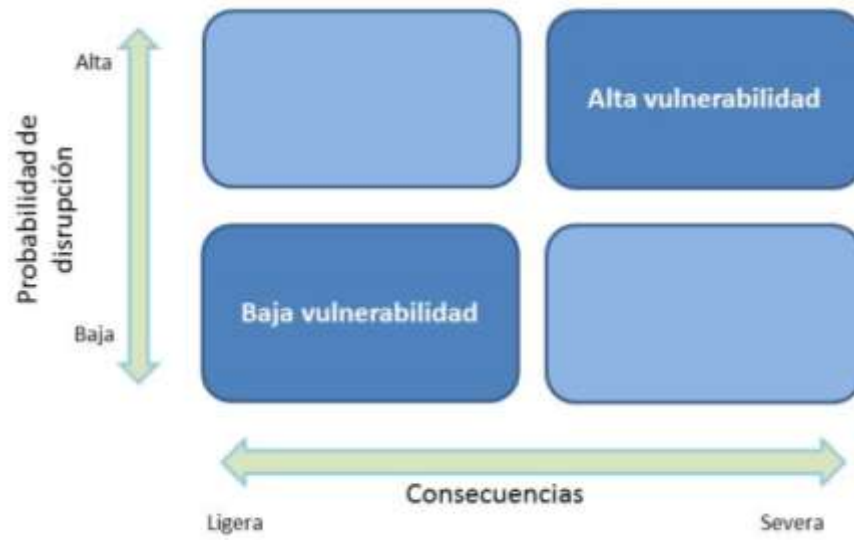 Alta
Alta vulnerabilidad
Probabilidad de
disrupción
Baja vulnerabilidad
Baja
Consecuencias
Ligera
Severa